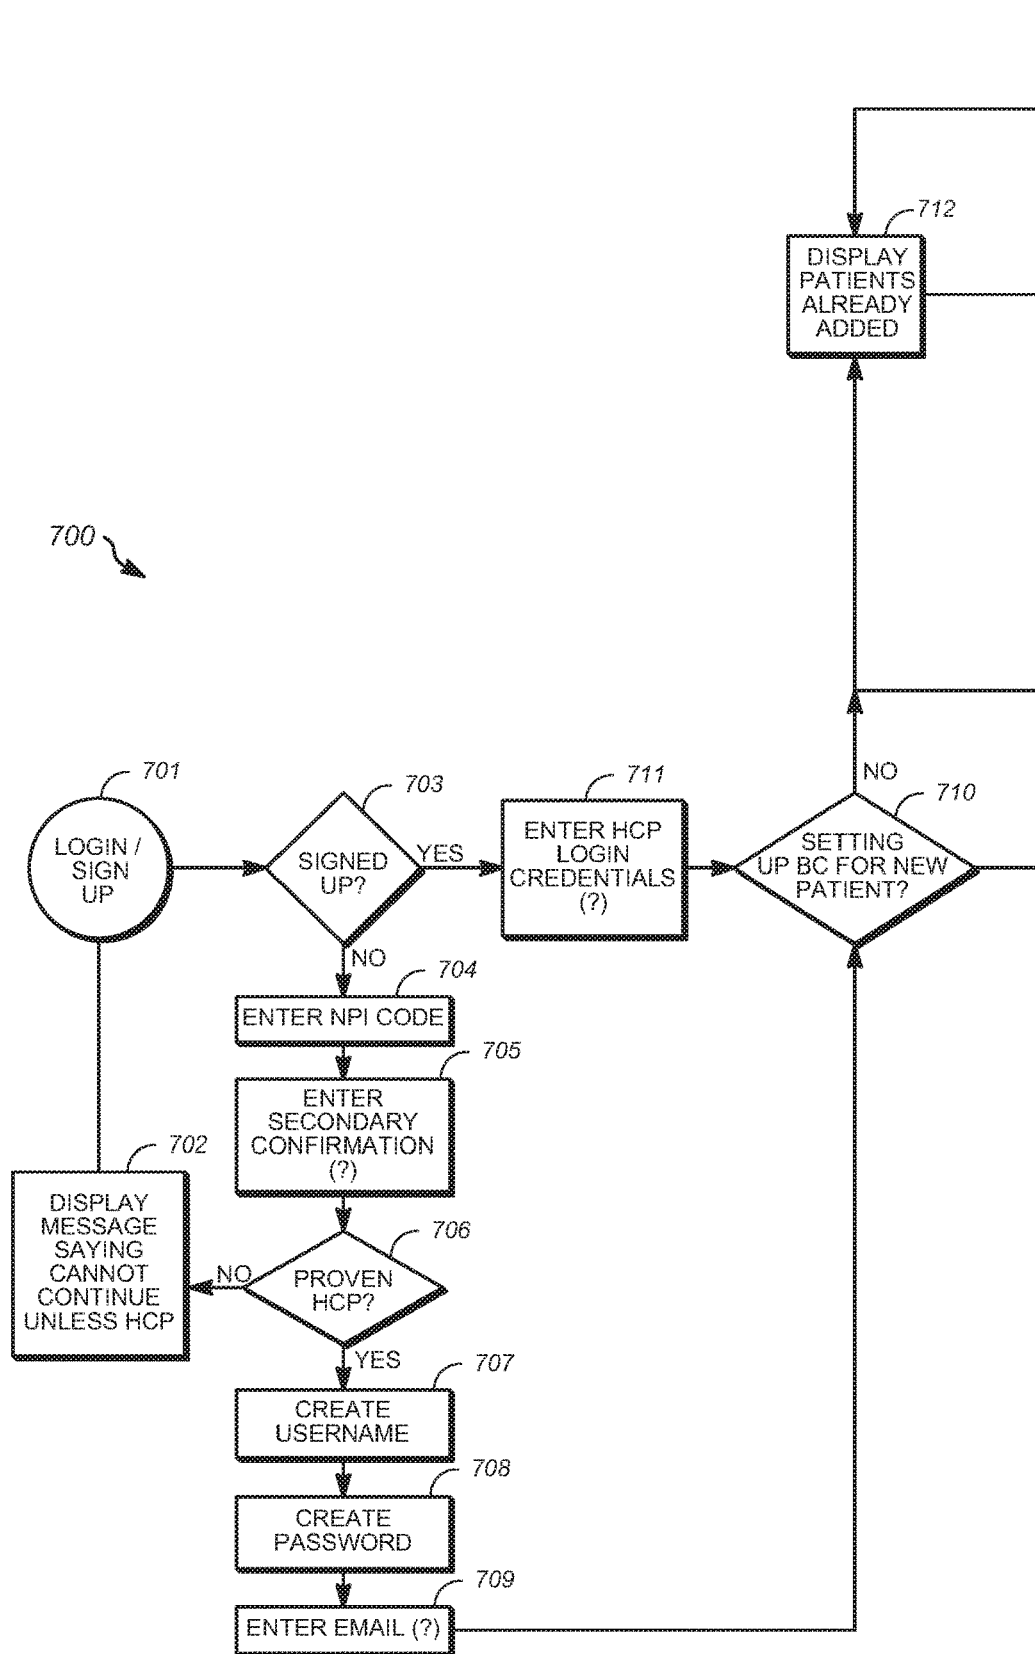 712
DISPLAY
PATIENTS
ALREADY
ADDED
700
701
LOGIN /
SIGN
UP
703
SIGNED
UP?
YES
711
ENTER HCP
LOGIN
CREDENTIALS
(?)
NO
710
SETTING
UP BC FOR NEW
PATIENT?
NO
704
ENTER NPI CODE
705
ENTER
SECONDARY
CONFIRMATION
(?)
702
DISPLAY
MESSAGE
SAYING
CANNOT
CONTINUE
UNLESS HCP
NO
706
PROVEN
HCP?
YES
707
CREATE
USERNAME
708
CREATE
PASSWORD
709
ENTER EMAIL (?)